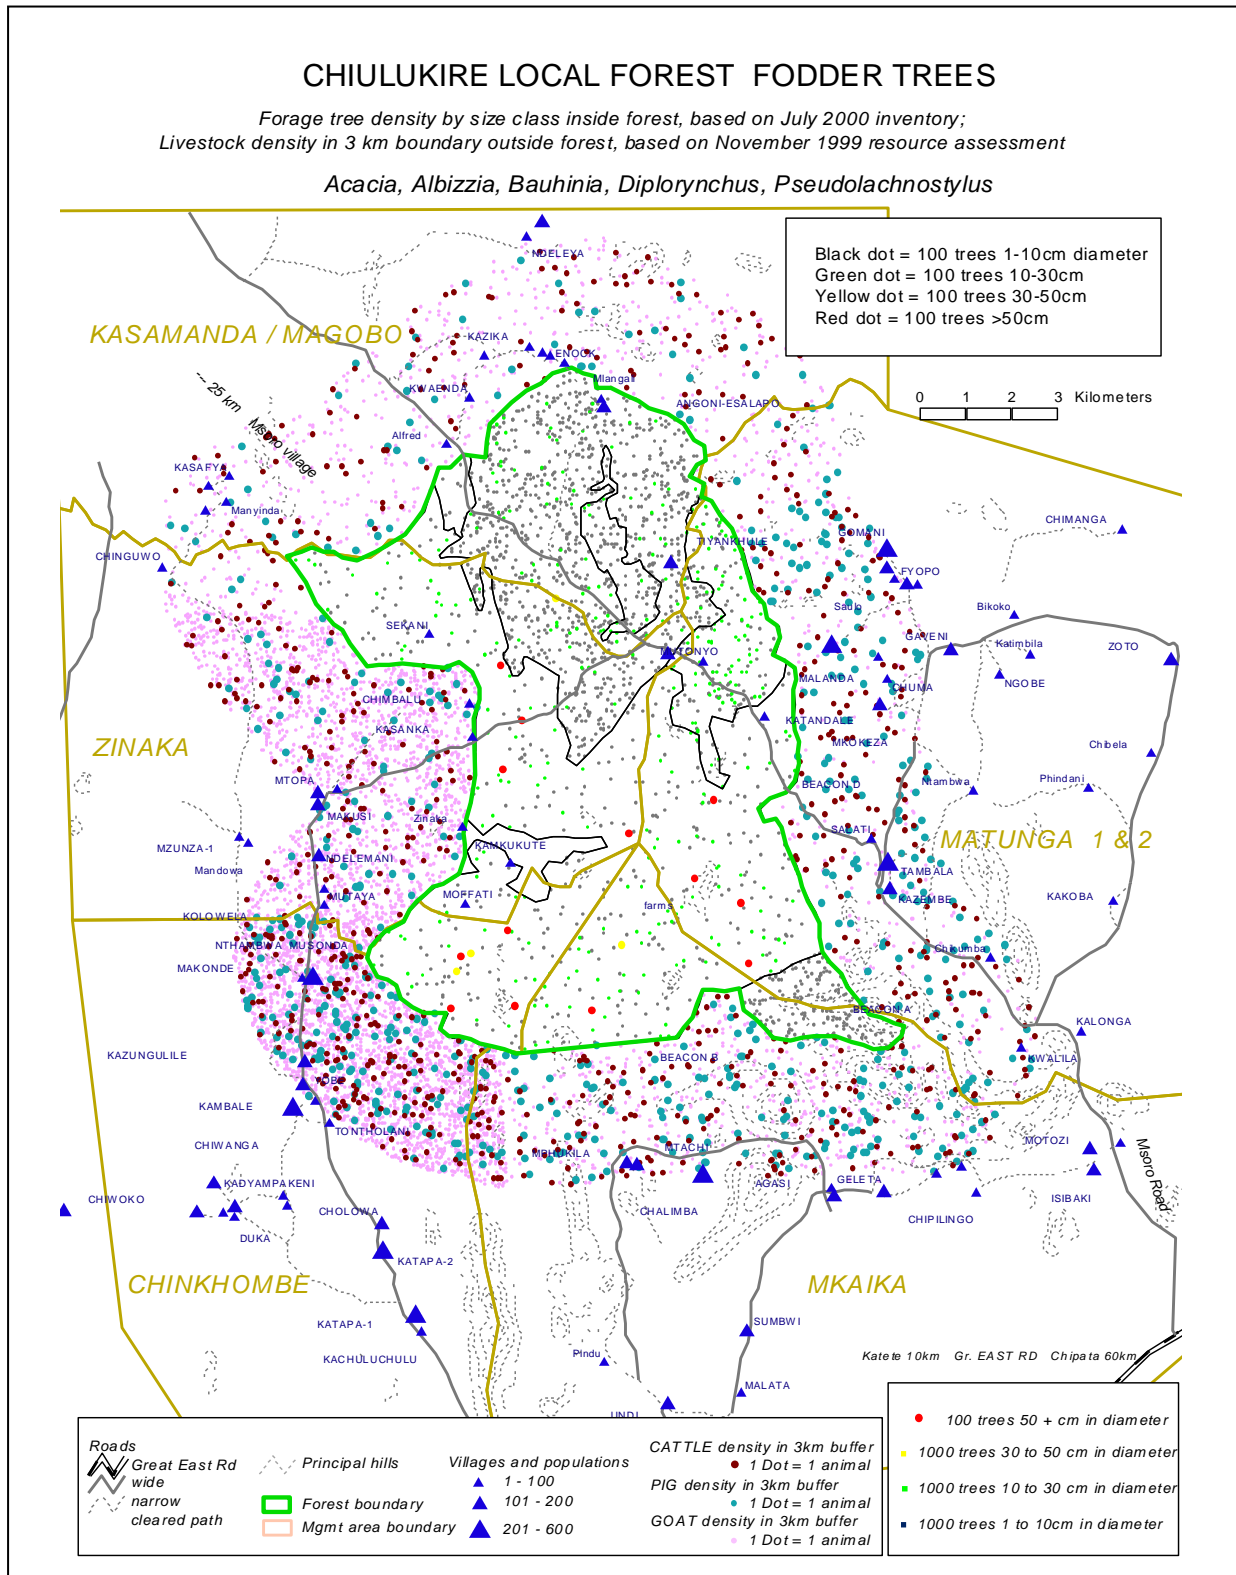 CHIULUKIRE LOCAL FOREST FODDER TREES
Forage tree density by size class inside forest, based on July 2000 inventory;
Livestock density in 3 km boundary outside forest, based on November 1999 resource assessment
Acacia, Albizzia, Bauhinia, Diplorynchus, Pseudolachnostylus
Black dot = 100 trees 1-10cm diameter
Green dot = 100 trees 10-30cm
Yellow dot = 100 trees 30-50cm
Red dot = 100 trees >50cm
NDELEYA
KASAMANDA / MAGOBO
KAZIKA
ENOCK
Mlangali
KWAENDA
ANGONI-ESALAPO
0 1 2 3 Kilometers
--- 25 km Msoro village
Alfred
KASAFYA
Manyinda
CHINGUWO
TIYANKHULE
GOMANI
CHIMANGA
FYOPO
Saulo
Bikoko
SEKANI
GAVENI
Katimbila
ZOTO
MUTONYO
MALANDA
CHUMA
NGOBE
CHIMBALU
KASANKA
KATANDALE
ZINAKA
MKOKEZA
Chibela
MTOPA
BEACON D
Ntambwa
Phindani
MAKUSI
Zinaka
SALATI
MATUNGA 1 & 2
MZUNZA-1
KAMKUKUTE
NDELEMANI
Mandowa
TAMBALA
MUTAYA
MOFFATI
KAZEMBE
KAKOBA
farms
KOLOWELA
NTHAMBWA MUSONDA
Chikumba
MAKONDE
BEACON A
KALONGA
KAZUNGULILE
BEACON B
KWALILA
YOBE
KAMBALE
TONTHOLANI
CHIWANGA
MPHUKILA
MTACHI
MOTOZI
Msoro Road
KADYAMPAKENI
AGASI
GELETA
CHIWOKO
CHOLOWA
CHALIMBA
CHIPILINGO
ISIBAKI
DUKA
KATAPA-2
CHINKHOMBE
MKAIKA
KATAPA-1
SUMBWI
KACHULUCHULU
Pindu
Katete 10km Gr. EAST RD Chipata 60km
MALATA
UNDI
Roads
Great East Rd
wide
narrow
cleared path
Principal hills
Forest boundary
Mgmt area boundary
Villages and populations
1 - 100
101 - 200
201 - 600
CATTLE density in 3km buffer
1 Dot = 1 animal
PIG density in 3km buffer
1 Dot = 1 animal
GOAT density in 3km buffer
1 Dot = 1 animal
100 trees 50 + cm in diameter
1000 trees 30 to 50 cm in diameter
1000 trees 10 to 30 cm in diameter
1000 trees 1 to 10cm in diameter